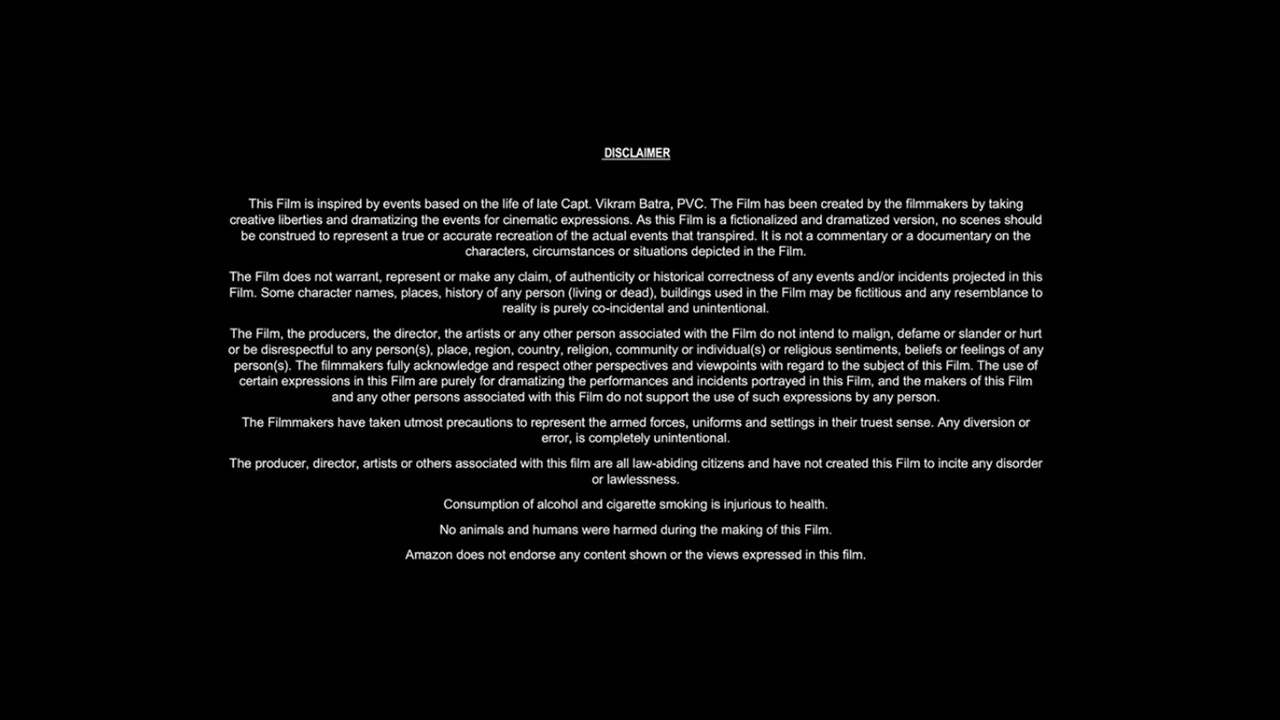 DISCLAIMER
This Film is inspired by events based on the life of late Capt. Vikram Batra, PVC. The Film has been created by the filmmakers by taking
creative liberties and dramatizing the events for cinematic expressions. As this Film is a fictionalized and dramatized version, no scenes should
be construed to represent a true or accurate recreation of the actual events that transpired. It is not a commentary or a documentary on the
characters, circumstances or situations depicted in the Film.
The Film does not warrant, represent or make any claim, of authenticity or historical correctness of any events and/or incidents projected in this
Film. Some character names, places, history of any person (living or dead), buildings used in the Film may be fictitious and any resemblance to
reality is purely co-incidental and unintentional.
The Film, the producers, the director, the artists or any other person associated with the Film do not intend to malign, defame or slander or hurt
or be disrespectful to any person(s), place, region, country, religion, community or individual(s) or religious sentiments, beliefs or feelings of any
person(s). The filmmakers fully acknowledge and respect other perspectives and viewpoints with regard to the subject of this Film. The use of
certain expressions in this Film are purely for dramatizing the performances and incidents portrayed in this Film, and the makers of this Film
and any other persons associated with this Film do not support the use of such expressions by any person.
The Filmmakers have taken utmost precautions to represent the armed forces, uniforms and settings in their truest sense. Any diversion or
error, is completely unintentional.
The producer, director, artists or others associated with this film are all law-abiding citizens and have not created this Film to incite any disorder
or lawlessness.
Consumption of alcohol and cigarette smoking is injurious to health.
No animals and humans were harmed during the making of this Film.
Amazon does not endorse any content shown or the views expressed in this film.